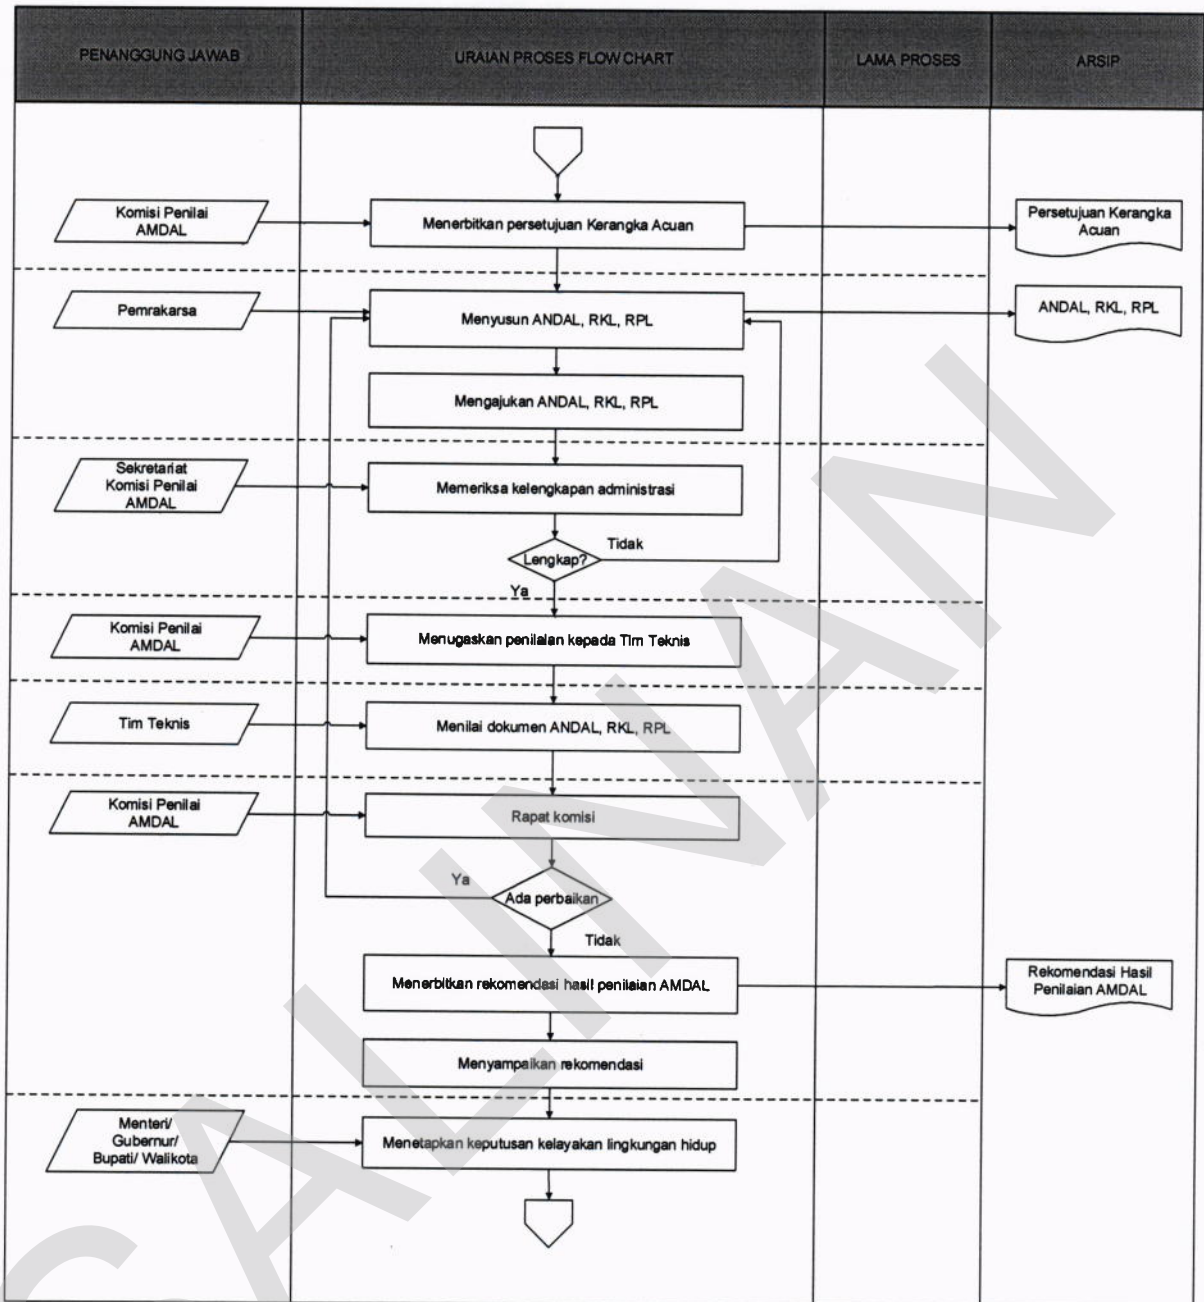 PENANGGUNG JAWAB
URAIAN PROSES FLOW CHART
LAMA PROSES
ARSIP
Komisi Penilai
AMDAL
Menerbitkan persetujuan Kerangka Acuan
Persetujuan Kerangka
Acuan
Pemrakarsa
Menyusun ANDAL, RKL, RPL
ANDAL, RKL, RPL
Mengajukan ANDAL, RKL, RPL
Sekretariat
Komisi Penilai
AMDAL
Memeriksa kelengkapan administrasi
Lengkap?
Tidak
Ya
Komisi Penilai
AMDAL
Menugaskan penilaian kepada Tim Teknis
Tim Teknis
Menilai dokumen ANDAL, RKL, RPL
Komisi Penilai
AMDAL
Rapat komisi
Ya
Ada perbaikan
Tidak
Menerbitkan rekomendasi hasil penilaian AMDAL
Rekomendasi Hasil
Penilaian AMDAL
Menyampaikan rekomendasi
Menteri/
Gubernur/
Bupati/ Walikota
Menetapkan keputusan kelayakan lingkungan hidup
SALINAN